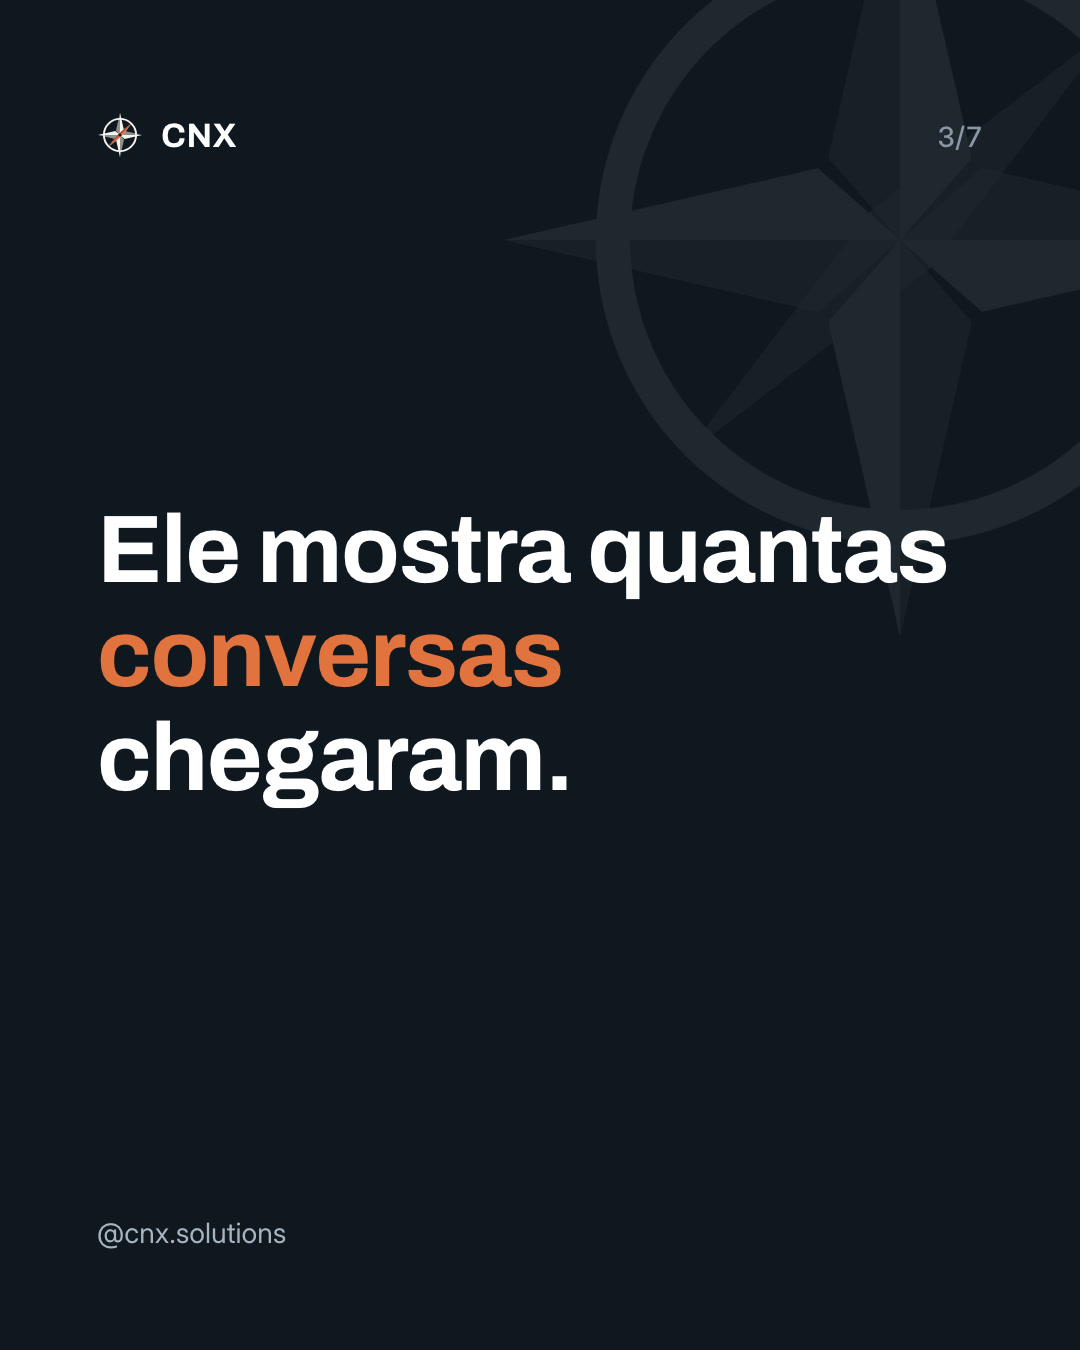 CNX
3/7
Ele mostra quantas
conversas
chegaram.
@cnx.solutions